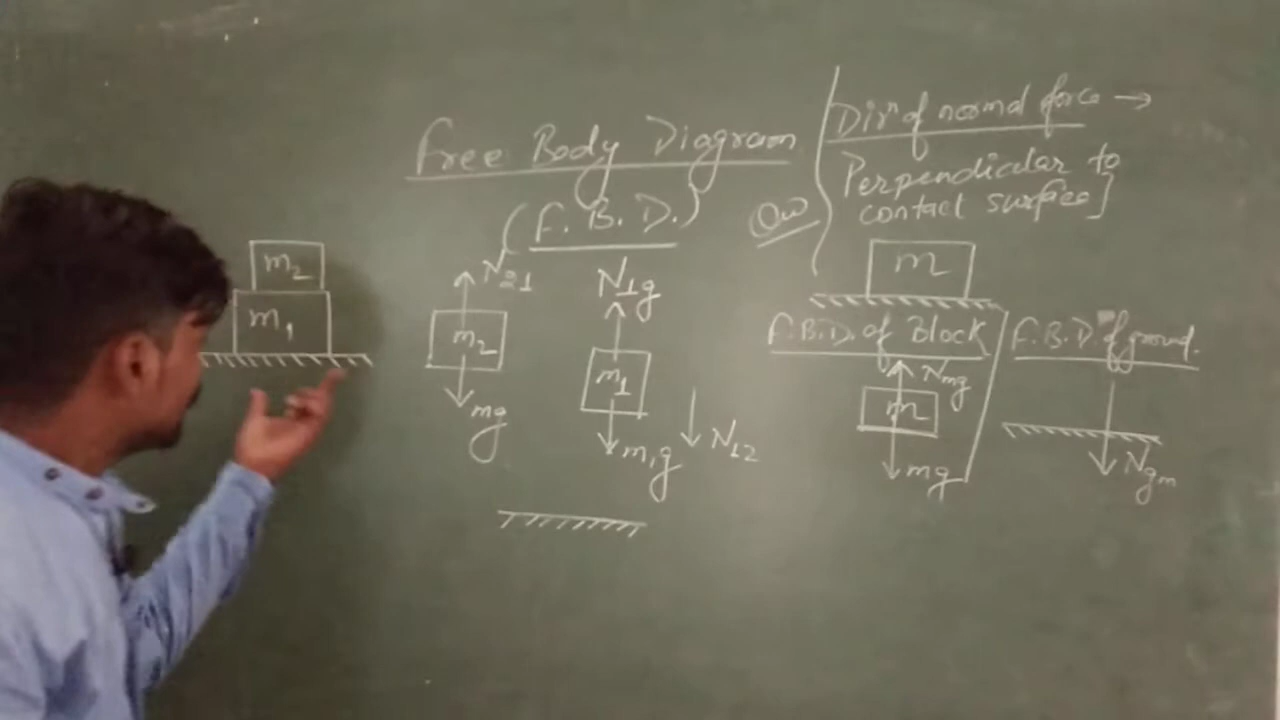 Free Body Diagram
(F.B.D.)
m₂
m₁
N₂₁
m₂
mg
N₁g
m₁
m₁g
N₁₂
Dirⁿ of normal force →
Perpendicular to
contact surface]
m
F.B.D. of Block
Nmg
m
mg
F.B.D. of ground.
Ngm